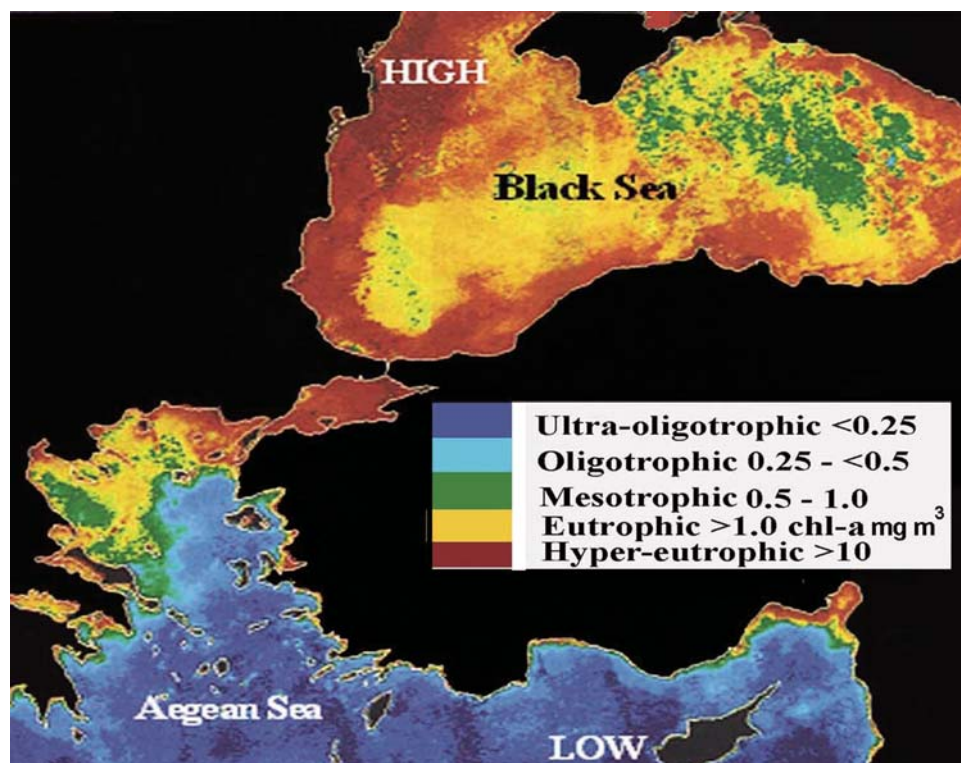 HIGH
Black Sea
Ultra-oligotrophic <0.25
Oligotrophic 0.25 - <0.5
Mesotrophic 0.5 - 1.0
Eutrophic >1.0 chl-a mg m³
Hyper-eutrophic >10
Aegean Sea
LOW